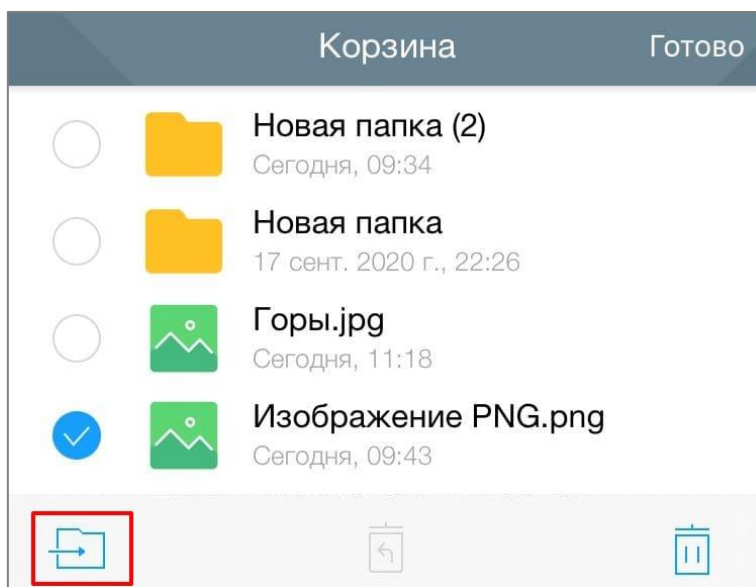 Корзина
Готово
Новая папка (2)
Сегодня, 09:34
Новая папка
17 сент. 2020 г., 22:26
Горы.jpg
Сегодня, 11:18
Изображение PNG.png
Сегодня, 09:43